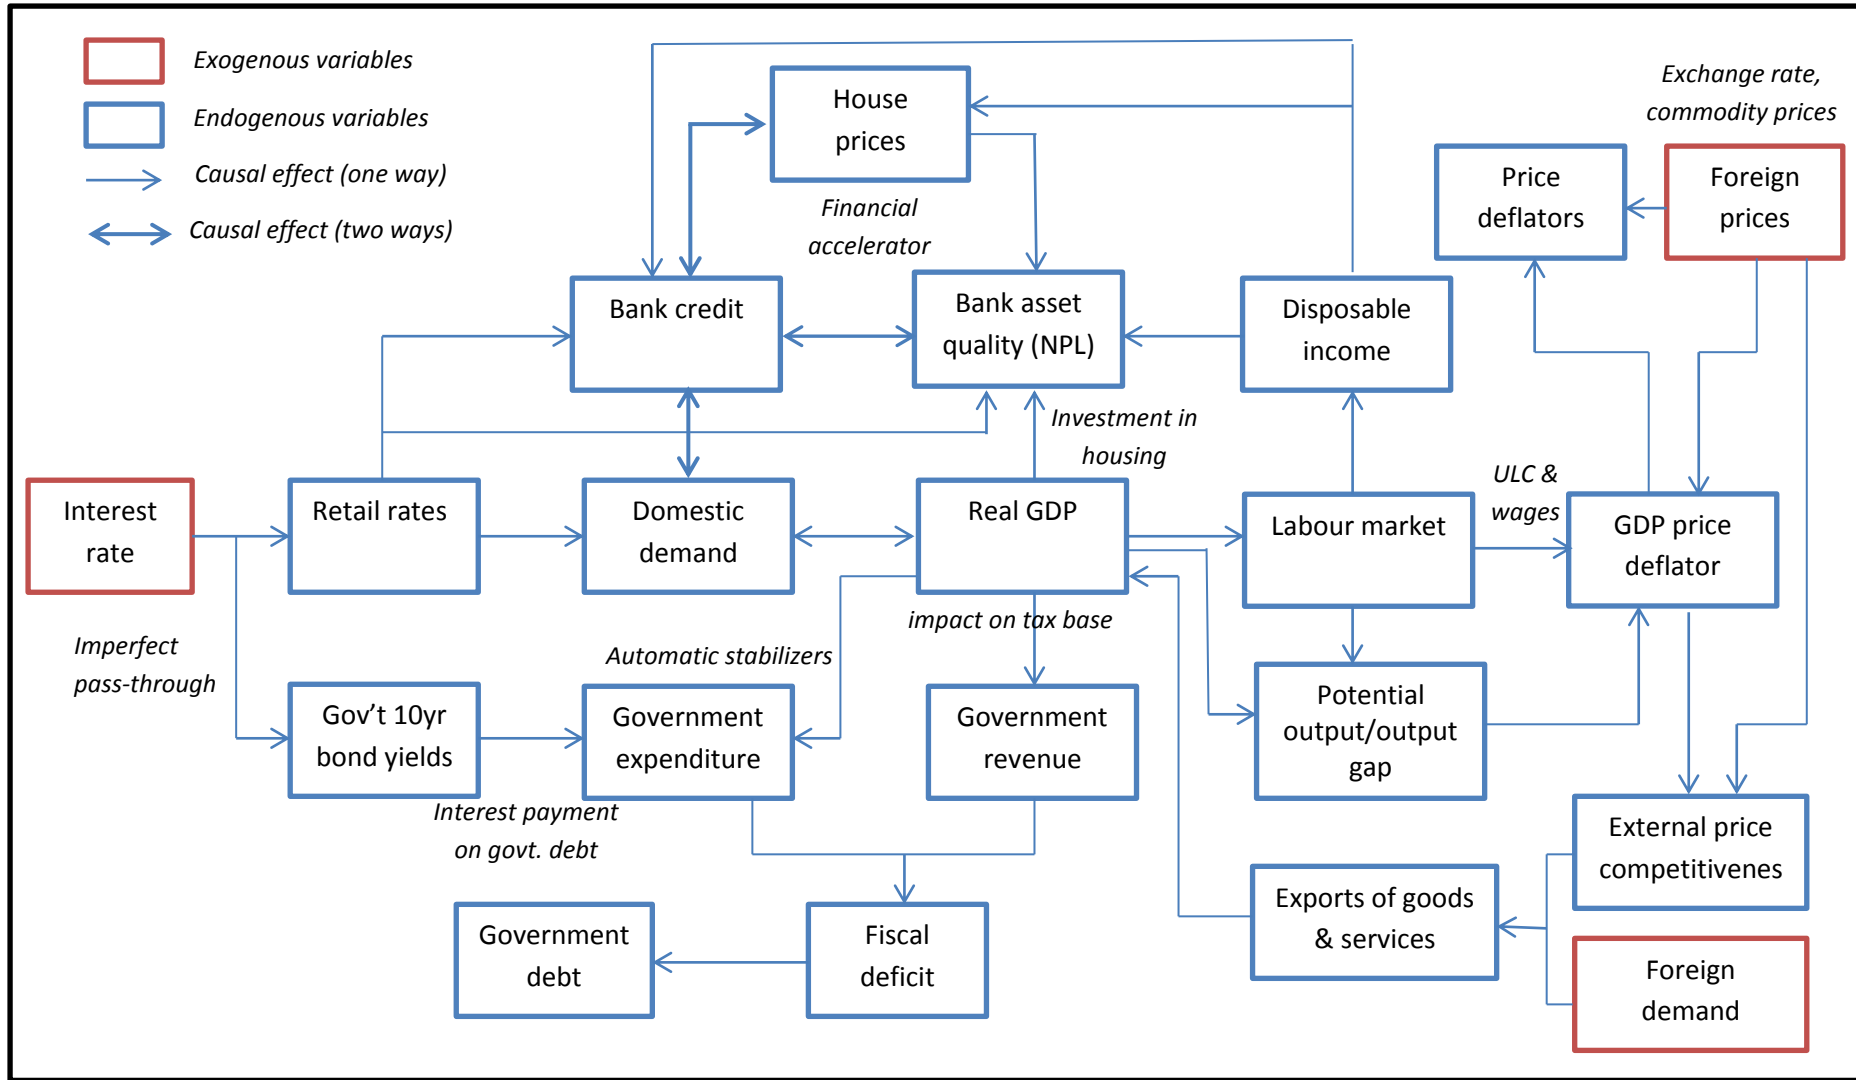 Exogenous variables
Endogenous variables
Causal effect (one way)
Causal effect (two ways)
House
prices
Financial
accelerator
Exchange rate,
commodity prices
Price
deflators
Foreign
prices
Bank credit
Bank asset
quality (NPL)
Disposable
income
Investment in
housing
ULC &
wages
Interest
rate
Retail rates
Domestic
demand
Real GDP
Labour market
GDP price
deflator
Imperfect
pass-through
Automatic stabilizers
impact on tax base
Gov't 10yr
bond yields
Government
expenditure
Government
revenue
Potential
output/output
gap
Interest payment
on govt. debt
External price
competitivenes
Exports of goods
& services
Government
debt
Fiscal
deficit
Foreign
demand